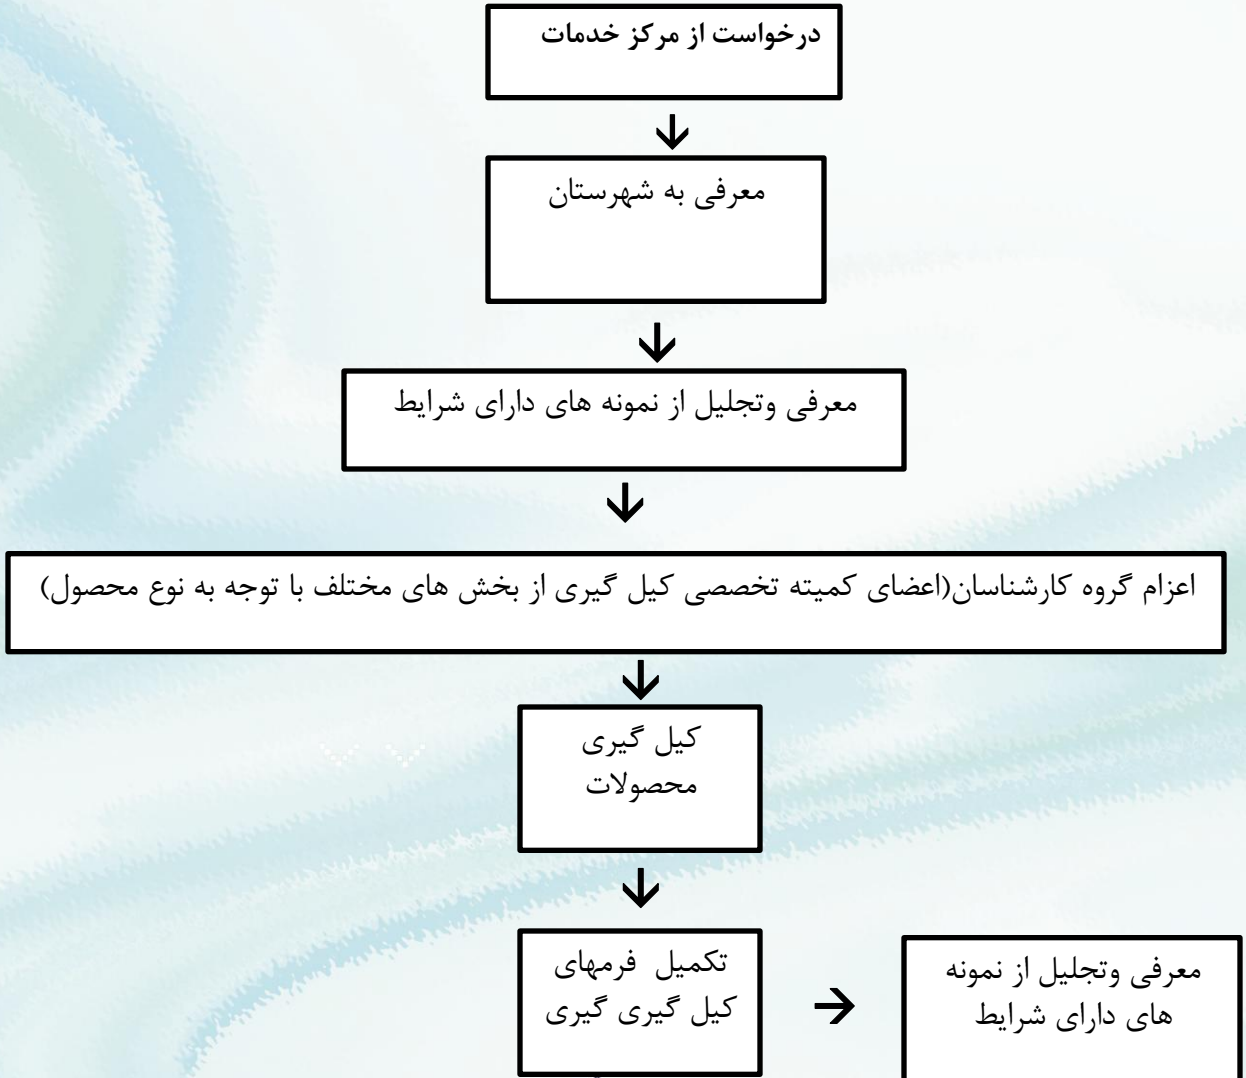 درخواست از مرکز خدمات
معرفی به شهرستان
معرفی وتجلیل از نمونه های دارای شرایط
اعزام گروه کارشناسان(اعضای کمیته تخصصی کیل گیری از بخش های مختلف با توجه به نوع محصول)
کیل گیری
محصولات
تکمیل فرمهای
کیل گیری گیری
معرفی وتجلیل از نمونه
های دارای شرایط